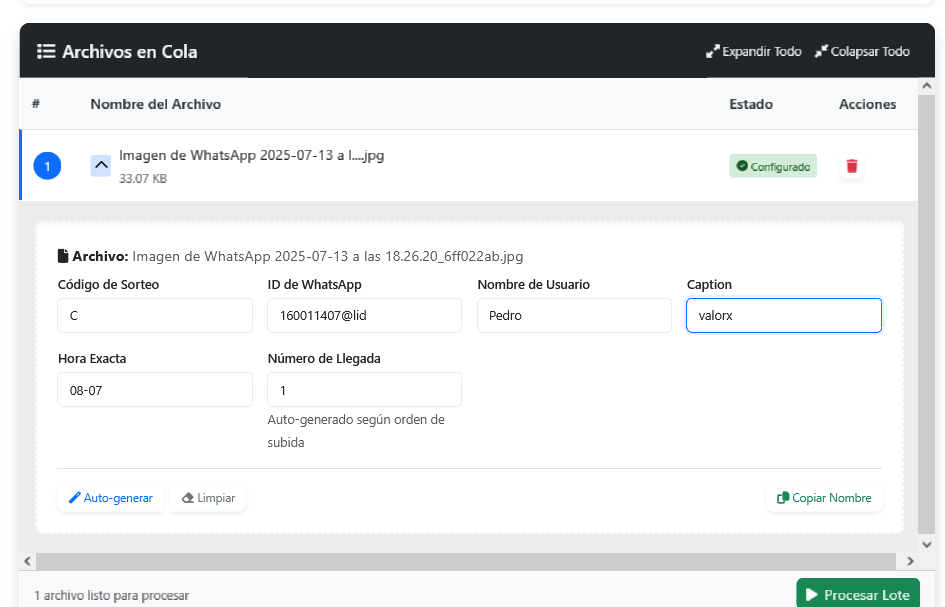 Archivos en Cola
Expandir Todo Colapsar Todo
# Nombre del Archivo Estado Acciones
1 Imagen de WhatsApp 2025-07-13 a l....jpg Configurado
33.07 KB
Archivo: Imagen de WhatsApp 2025-07-13 a las 18.26.20_6ff022ab.jpg
Código de Sorteo ID de WhatsApp Nombre de Usuario Caption
C 160011407@lid Pedro valorx
Hora Exacta Número de Llegada
08-07 1
Auto-generado según orden de
subida
Auto-generar Limpiar Copiar Nombre
1 archivo listo para procesar Procesar Lote